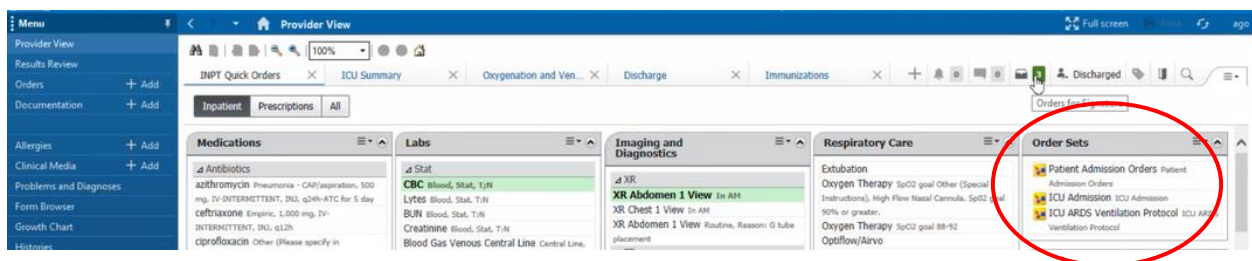 Menu
Provider View
Full screen
Print
ago
Provider View
Results Review
Orders + Add
Documentation + Add
Allergies + Add
Clinical Media + Add
Problems and Diagnoses
Form Browser
Growth Chart
Histories
100%
INPT Quick Orders
ICU Summary
Oxygenation and Ven...
Discharge
Immunizations
0
0
Discharged
Inpatient
Prescriptions
All
Orders for Signature
Medications
Antibiotics
azithromycin Pneumonia - CAP/aspiration, 500
mg, IV-INTERMITTENT, INJ, q24h-ATC for 5 day
ceftriaxone Empiric, 1,000 mg, IV-
INTERMITTENT, INJ, q12h
ciprofloxacin Other (Please specify in
Labs
Stat
CBC Blood, Stat, T;N
Lytes Blood, Stat, T:N
BUN Blood, Stat, T:N
Creatinine Blood, Stat, T:N
Blood Gas Venous Central Line Central Line,
Imaging and
Diagnostics
XR
XR Abdomen 1 View In AM
XR Chest 1 View In AM
XR Abdomen 1 View Routine, Reason: G tube
placement
Respiratory Care
Extubation
Oxygen Therapy SpO2 goal Other (Special
Instructions), High Flow Nasal Cannula. Sp02 goal
90% or greater.
Oxygen Therapy SpO2 goal 88-92
Optiflow/Airvo
Order Sets
Patient Admission Orders Patient
Admission Orders
ICU Admission ICU Admission
ICU ARDS Ventilation Protocol ICU ARDS
Ventilation Protocol